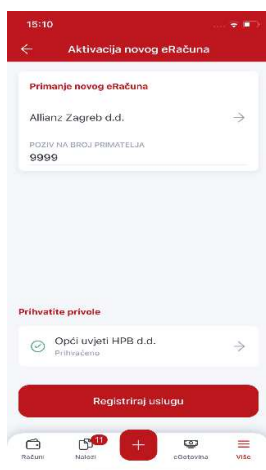 15:10
Aktivacija novog eRačuna
Primanje novog eRačuna
Allianz Zagreb d.d.
POZIV NA BROJ PRIMATELJA
9999
Prihvatite privole
Opći uvjeti HPB d.d.
Prihvaćeno
Registriraj uslugu
11
Računi Nalozi eGotovina Više